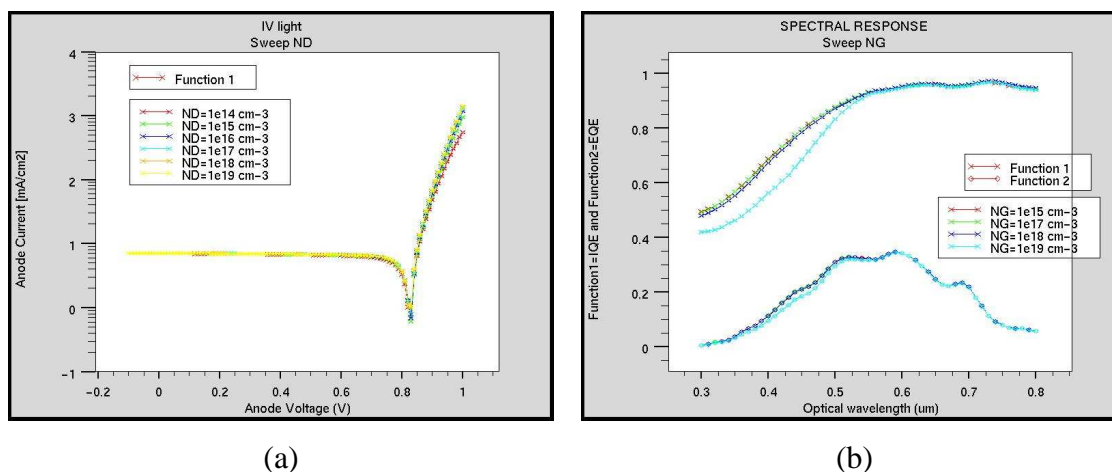 IV light
Sweep ND
4
3
2
1
0
−1
Anode Current [mA/cm2]
Function 1
ND=1e14 cm−3
ND=1e15 cm−3
ND=1e16 cm−3
ND=1e17 cm−3
ND=1e18 cm−3
ND=1e19 cm−3
−0.2 0 0.2 0.4 0.6 0.8 1
Anode Voltage (V)
(a)
SPECTRAL RESPONSE
Sweep NG
1
0.8
0.6
0.4
0.2
0
Function1=IQE and Function2=EQE
Function 1
Function 2
NG=1e15 cm−3
NG=1e17 cm−3
NG=1e18 cm−3
NG=1e19 cm−3
0.3 0.4 0.5 0.6 0.7 0.8
Optical wavelength (um)
(b)